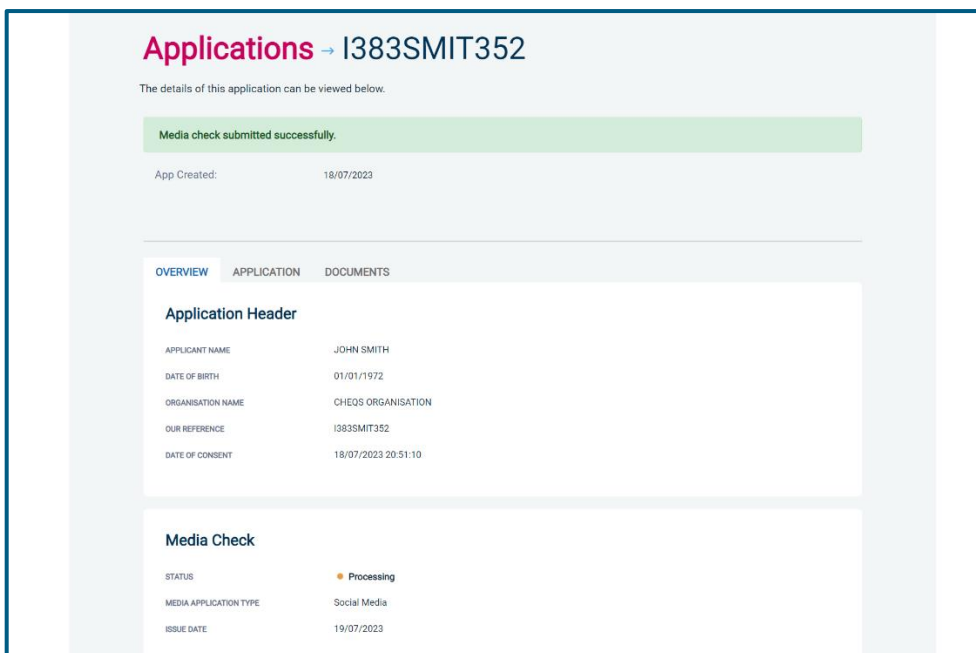 Applications → I383SMIT352
The details of this application can be viewed below.
Media check submitted successfully.
App Created: 18/07/2023
OVERVIEW APPLICATION DOCUMENTS
Application Header
APPLICANT NAME JOHN SMITH
DATE OF BIRTH 01/01/1972
ORGANISATION NAME CHEQS ORGANISATION
OUR REFERENCE I383SMIT352
DATE OF CONSENT 18/07/2023 20:51:10
Media Check
STATUS Processing
MEDIA APPLICATION TYPE Social Media
ISSUE DATE 19/07/2023